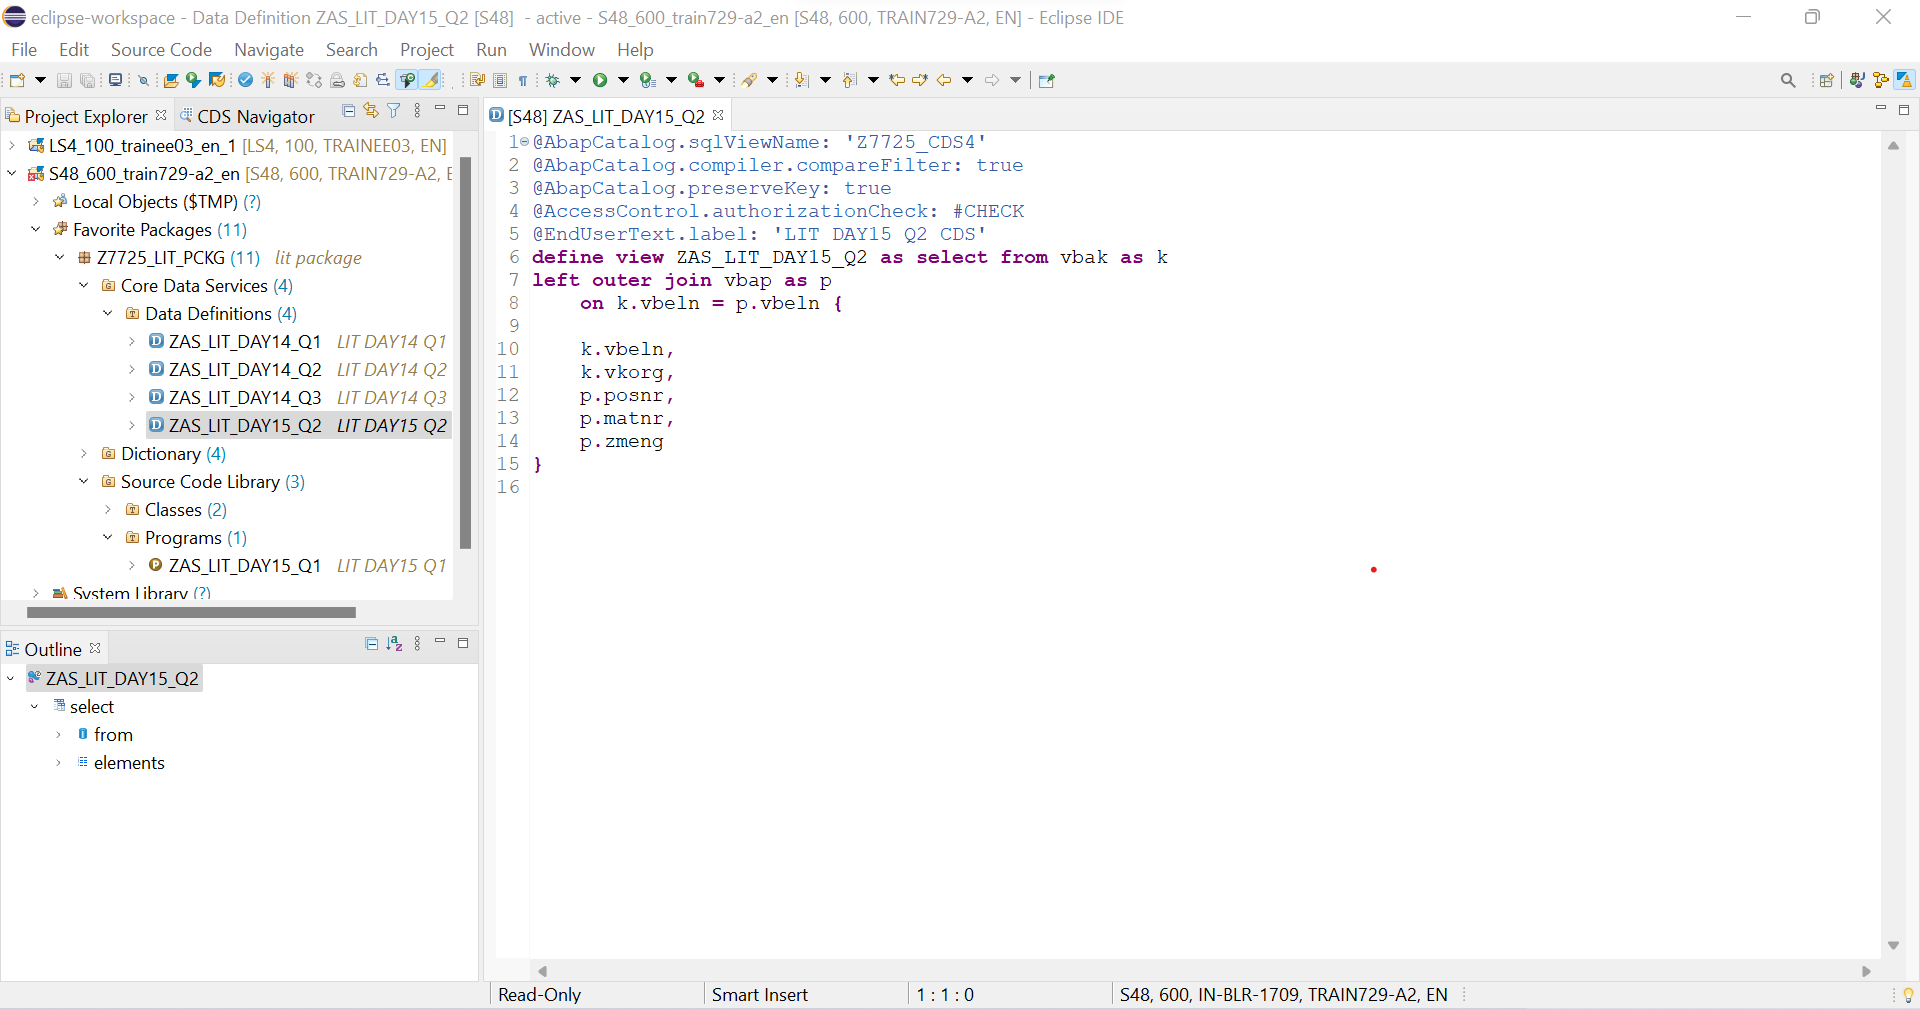 eclipse-workspace - Data Definition ZAS_LIT_DAY15_Q2 [S48]  - active - S48_600_train729-a2_en [S48, 600, TRAIN729-A2, EN] - Eclipse IDE
File Edit Source Code Navigate Search Project Run Window Help
Project Explorer CDS Navigator
LS4_100_trainee03_en_1 [LS4, 100, TRAINEE03, EN]
S48_600_train729-a2_en [S48, 600, TRAIN729-A2, E
Local Objects ($TMP) (?)
Favorite Packages (11)
Z7725_LIT_PCKG (11) lit package
Core Data Services (4)
Data Definitions (4)
ZAS_LIT_DAY14_Q1 LIT DAY14 Q1
ZAS_LIT_DAY14_Q2 LIT DAY14 Q2
ZAS_LIT_DAY14_Q3 LIT DAY14 Q3
ZAS_LIT_DAY15_Q2 LIT DAY15 Q2
Dictionary (4)
Source Code Library (3)
Classes (2)
Programs (1)
ZAS_LIT_DAY15_Q1 LIT DAY15 Q1
System Library (?)
Outline
ZAS_LIT_DAY15_Q2
select
from
elements
[S48] ZAS_LIT_DAY15_Q2
1 @AbapCatalog.sqlViewName: 'Z7725_CDS4'
2 @AbapCatalog.compiler.compareFilter: true
3 @AbapCatalog.preserveKey: true
4 @AccessControl.authorizationCheck: #CHECK
5 @EndUserText.label: 'LIT DAY15 Q2 CDS'
6 define view ZAS_LIT_DAY15_Q2 as select from vbak as k
7 left outer join vbap as p
8     on k.vbeln = p.vbeln {
9
10     k.vbeln,
11     k.vkorg,
12     p.posnr,
13     p.matnr,
14     p.zmeng
15 }
16
Read-Only Smart Insert 1 : 1 : 0 S48, 600, IN-BLR-1709, TRAIN729-A2, EN